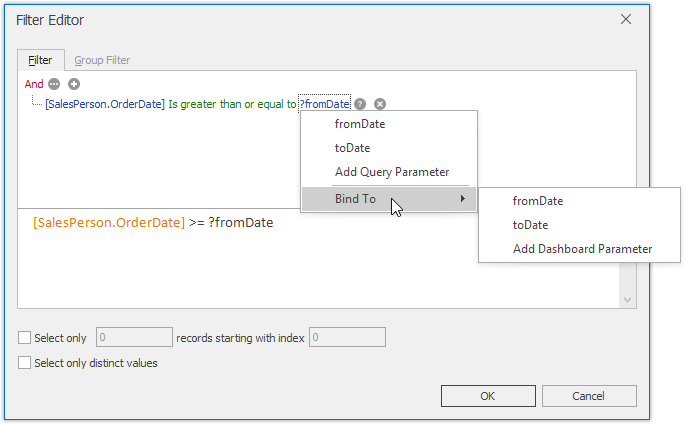 Filter Editor
Filter Group Filter
And
[SalesPerson.OrderDate] Is greater than or equal to ?fromDate ?
fromDate
toDate
Add Query Parameter
Bind To
fromDate
toDate
Add Dashboard Parameter
[SalesPerson.OrderDate] >= ?fromDate
Select only 0 records starting with index 0
Select only distinct values
OK Cancel